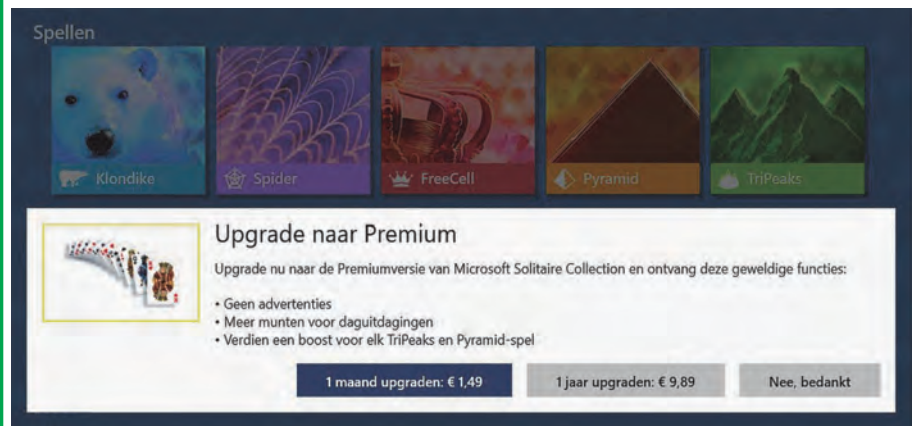 Spellen
Klondike
Spider
FreeCell
Pyramid
TriPeaks
Upgrade naar Premium
Upgrade nu naar de Premiumversie van Microsoft Solitaire Collection en ontvang deze geweldige functies:
• Geen advertenties
• Meer munten voor daguitdagingen
• Verdien een boost voor elk TriPeaks en Pyramid-spel
1 maand upgraden: € 1,49
1 jaar upgraden: € 9,89
Nee, bedankt